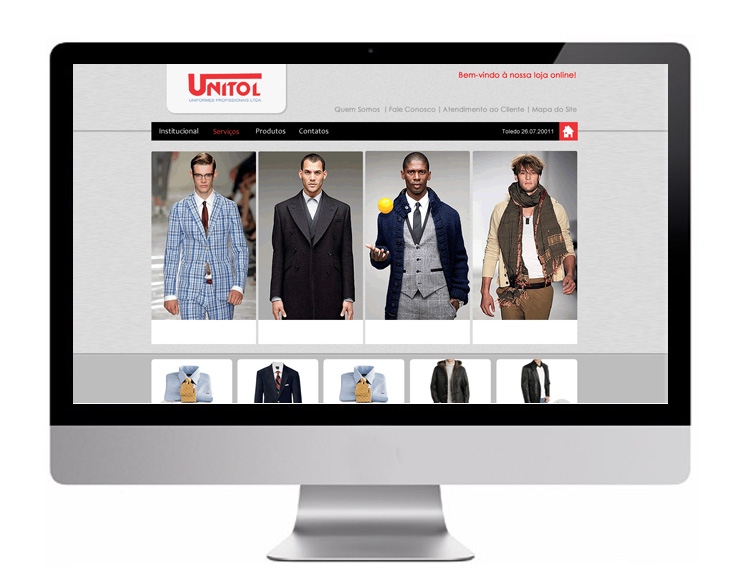 Bem-vindo à nossa loja online!
UNITOL
UNIFORMES PROFISSIONAIS LTDA
Quem Somos | Fale Conosco | Atendimento ao Cliente | Mapa do Site
Institucional Serviços Produtos Contatos Toledo 26.07.20011